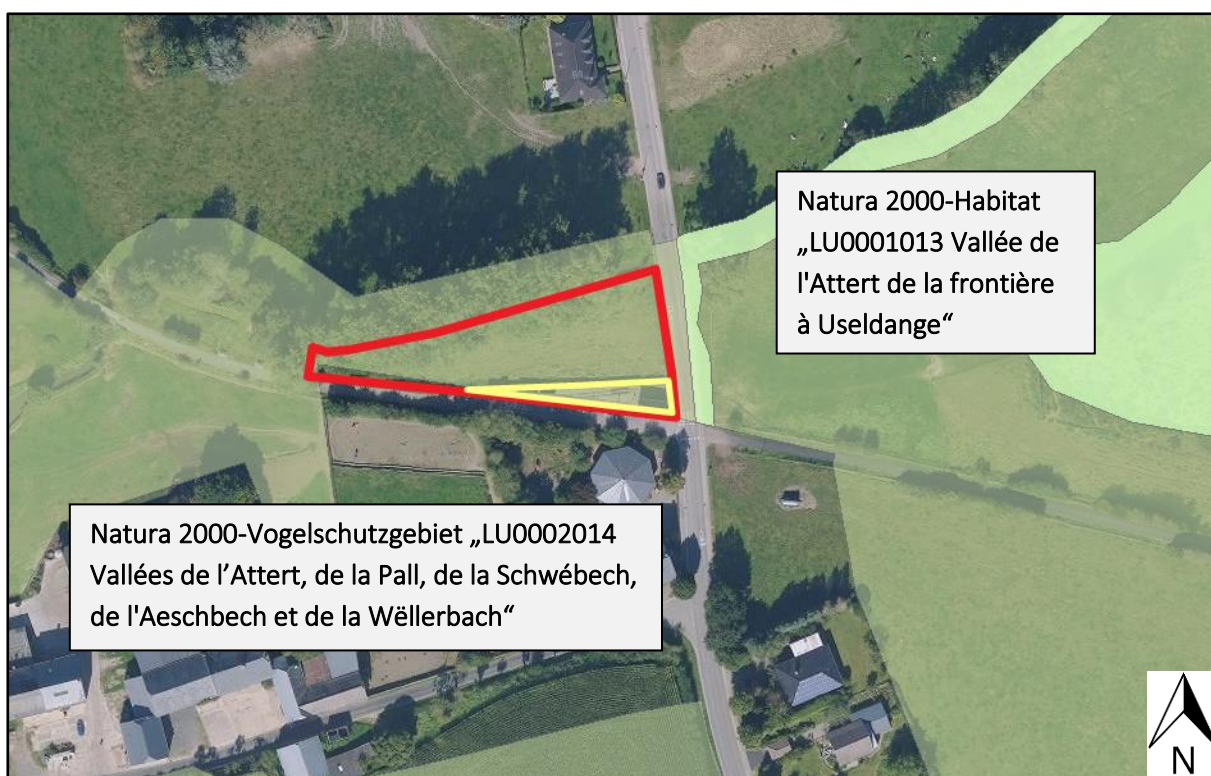 Natura 2000-Habitat
„LU0001013 Vallée de
l'Attert de la frontière
à Useldange“
Natura 2000-Vogelschutzgebiet „LU0002014
Vallées de l’Attert, de la Pall, de la Schwébech,
de l'Aeschbech et de la Wëllerbach“
N